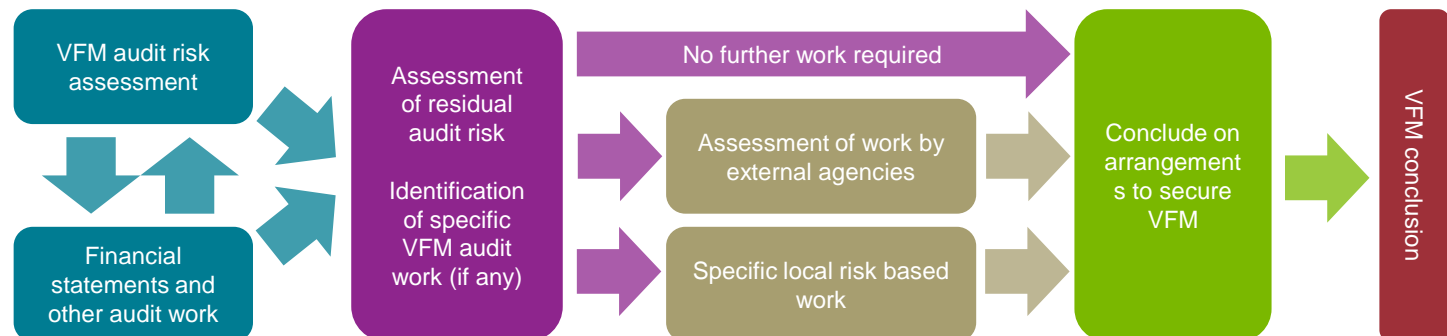 VFM audit risk
assessment
Financial
statements and
other audit work
Assessment
of residual
audit risk
Identification
of specific
VFM audit
work (if any)
No further work required
Assessment of work by
external agencies
Specific local risk based
work
Conclude on
arrangement
s to secure
VFM
VFM conclusion